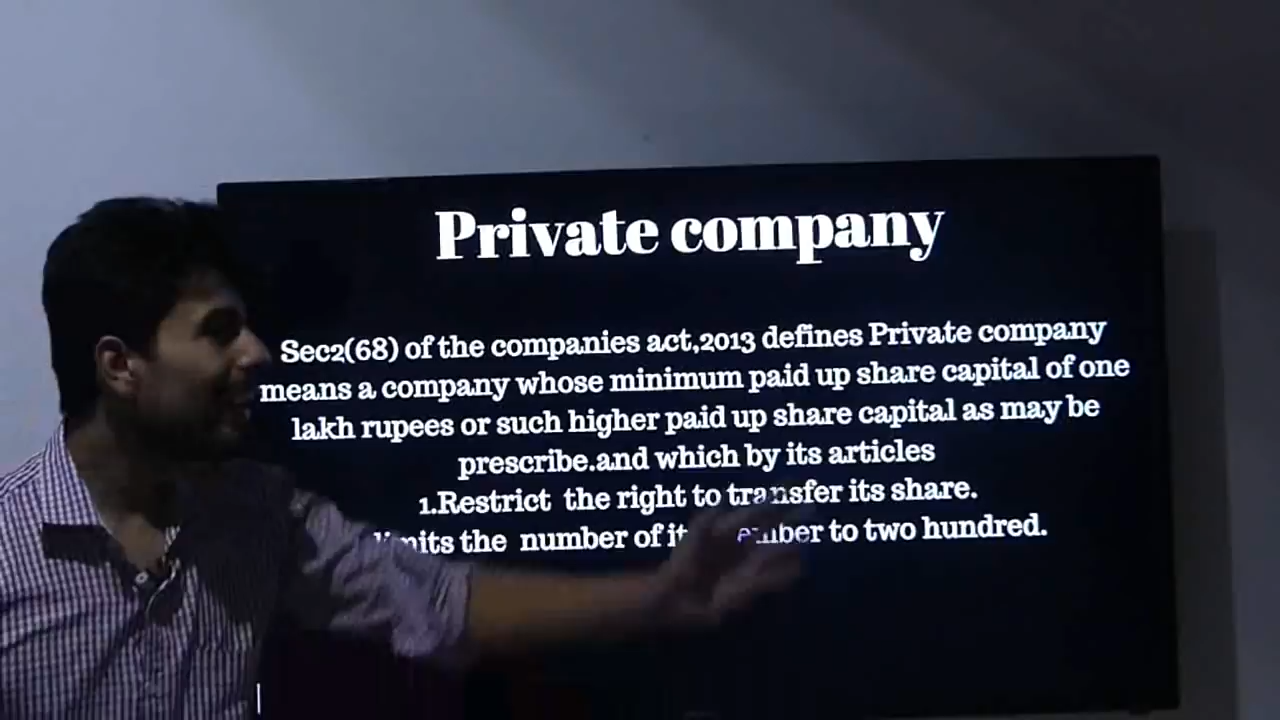 Private company
Sec2(68) of the companies act,2013 defines Private company
means a company whose minimum paid up share capital of one
lakh rupees or such higher paid up share capital as may be
prescribe.and which by its articles
1.Restrict the right to transfer its share.
the number of to two hundred.